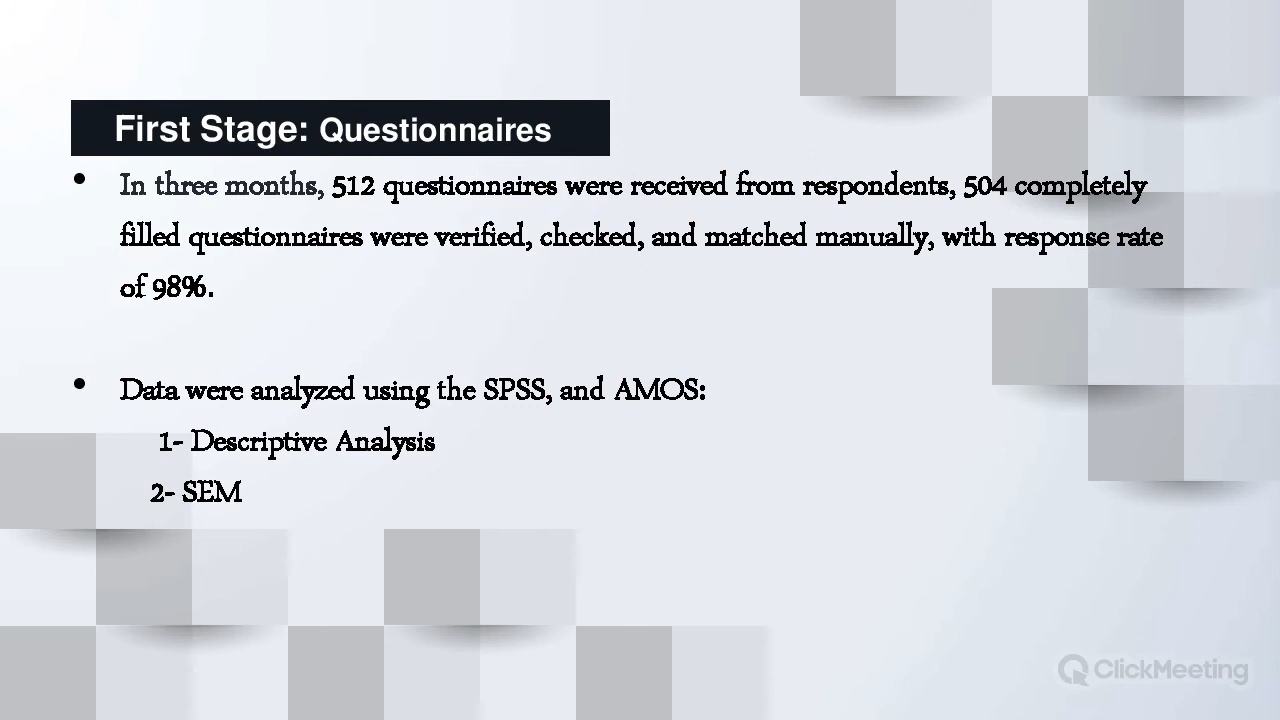 First Stage: Questionnaires
• In three months, 512 questionnaires were received from respondents, 504 completely
filled questionnaires were verified, checked, and matched manually, with response rate
of 98%.
• Data were analyzed using the SPSS, and AMOS:
1- Descriptive Analysis
2- SEM
ClickMeeting